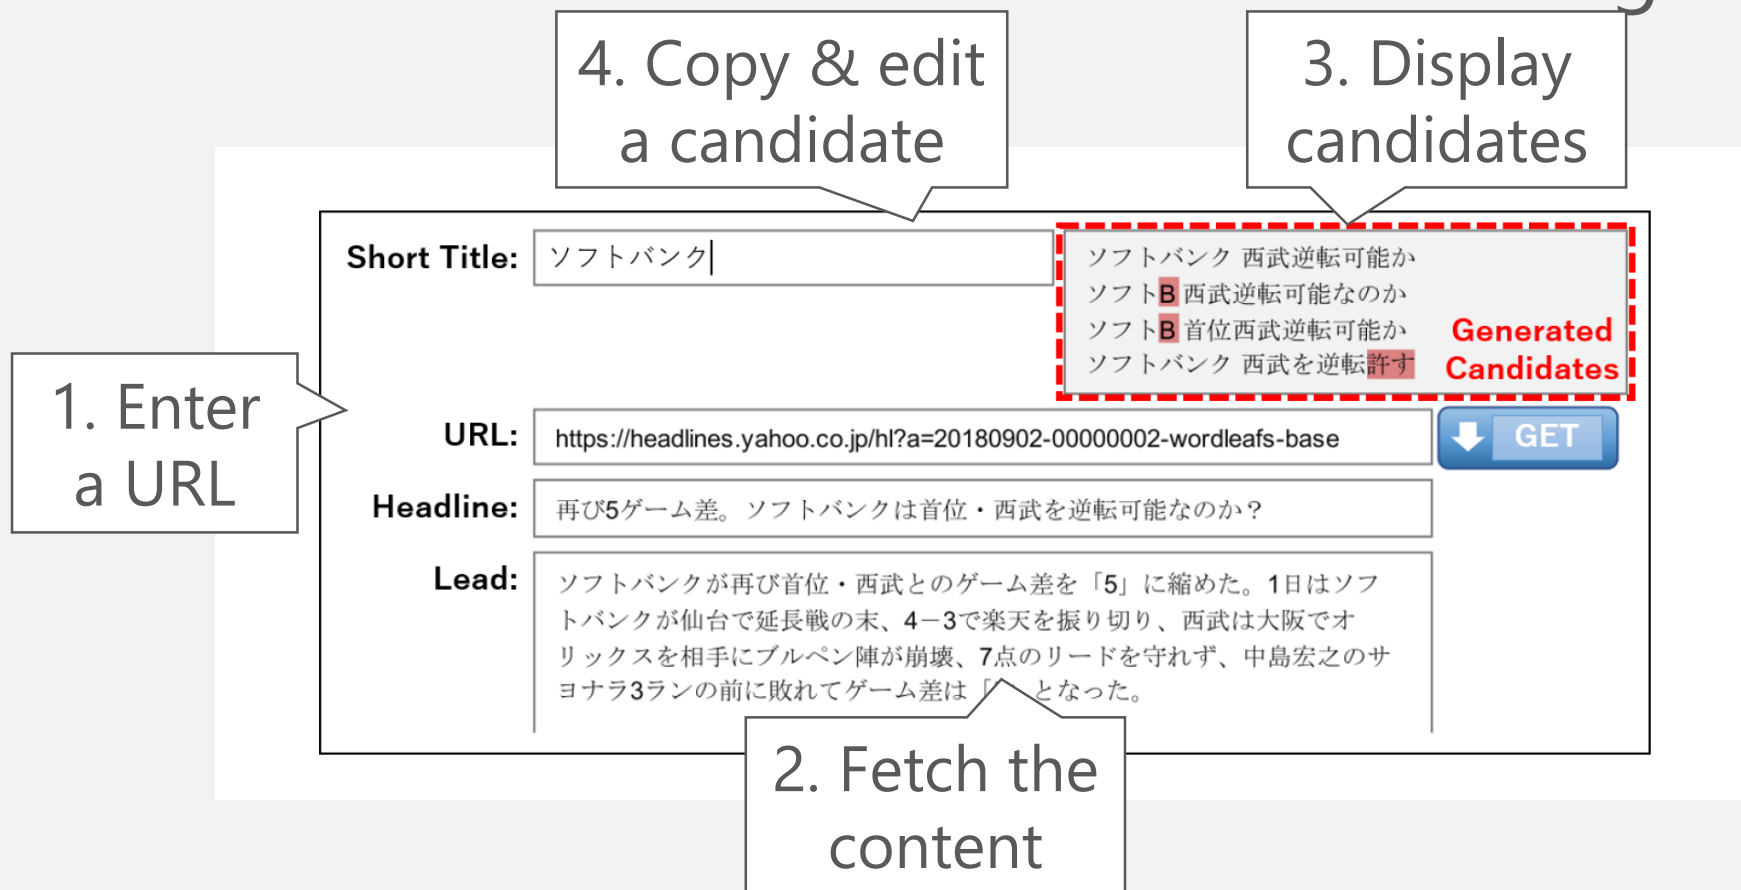 4. Copy & edit
a candidate
3. Display
candidates
Short Title:
ソフトバンク
ソフトバンク 西武逆転可能か
ソフトB 西武逆転可能なのか
ソフトB 首位西武逆転可能か
ソフトバンク 西武を逆転許す
Generated
Candidates
1. Enter
a URL
URL:
https://headlines.yahoo.co.jp/hl?a=20180902-00000002-wordleafs-base
GET
Headline:
再び5ゲーム差。ソフトバンクは首位・西武を逆転可能なのか？
Lead:
ソフトバンクが再び首位・西武とのゲーム差を「5」に縮めた。1日はソフ
トバンクが仙台で延長戦の末、4－3で楽天を振り切り、西武は大阪でオ
リックスを相手にブルペン陣が崩壊、7点のリードを守れず、中島宏之のサ
ヨナラ3ランの前に敗れてゲーム差は「 となった。
2. Fetch the
content